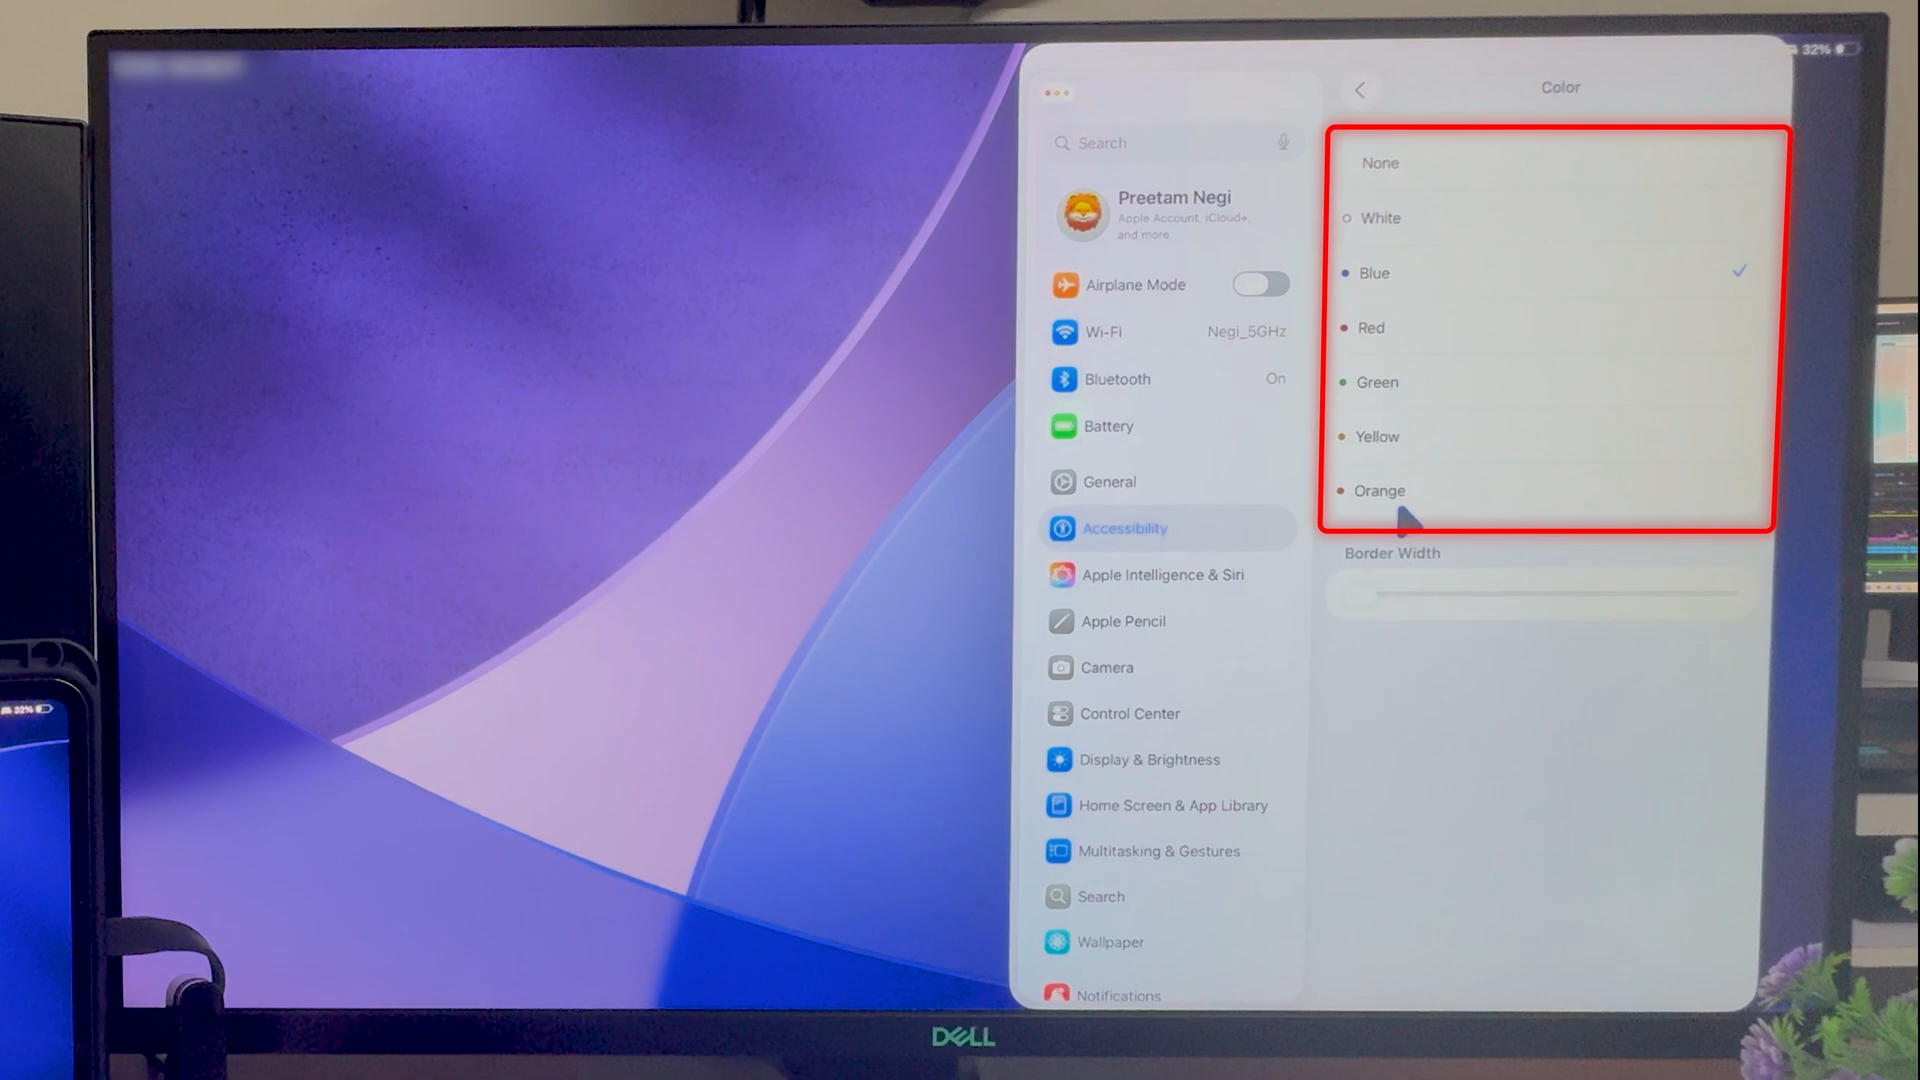 32%
Color
Search
None
White
Preetam Negi
Apple Account, iCloud+,
and more
Blue
Airplane Mode
Red
Wi-Fi
Negi_5GHz
Bluetooth
On
Green
Battery
Yellow
General
Orange
Accessibility
Border Width
Apple Intelligence & Siri
Apple Pencil
Camera
Control Center
32%
Display & Brightness
Home Screen & App Library
Multitasking & Gestures
Search
Wallpaper
Notifications
DELL